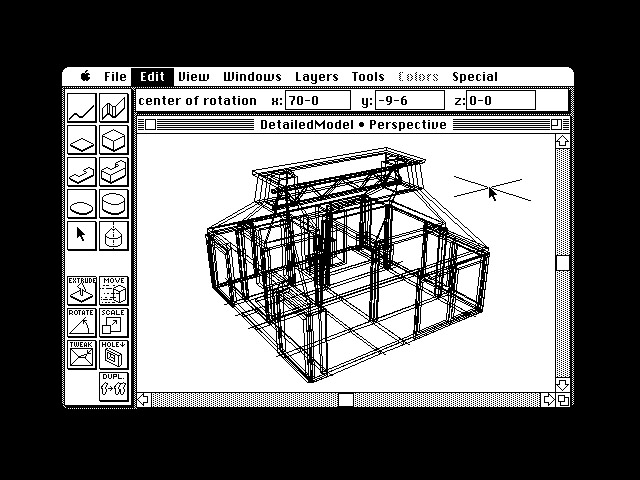 File Edit View Windows Layers Tools Colors Special
center of rotation x: 70-0 y: -9-6 z: 0-0
DetailedModel • Perspective
EXTRUDE MOVE
ROTATE SCALE
TWEAK HOLE↓
DUPL.